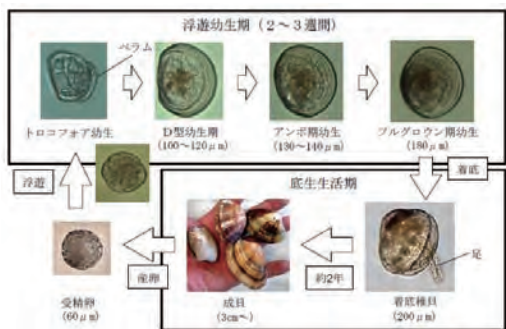 浮遊幼生期(2～3週間)
ベラム
トロコフォア幼生
D型幼生期
(100～120μm)
アンボ期幼生
(130～140μm)
フルグロウン期幼生
(180μm)
浮遊
着底
底生生活期
足
産卵
約2年
受精卵
(60μm)
成貝
(3cm～)
着底稚貝
(200μm)